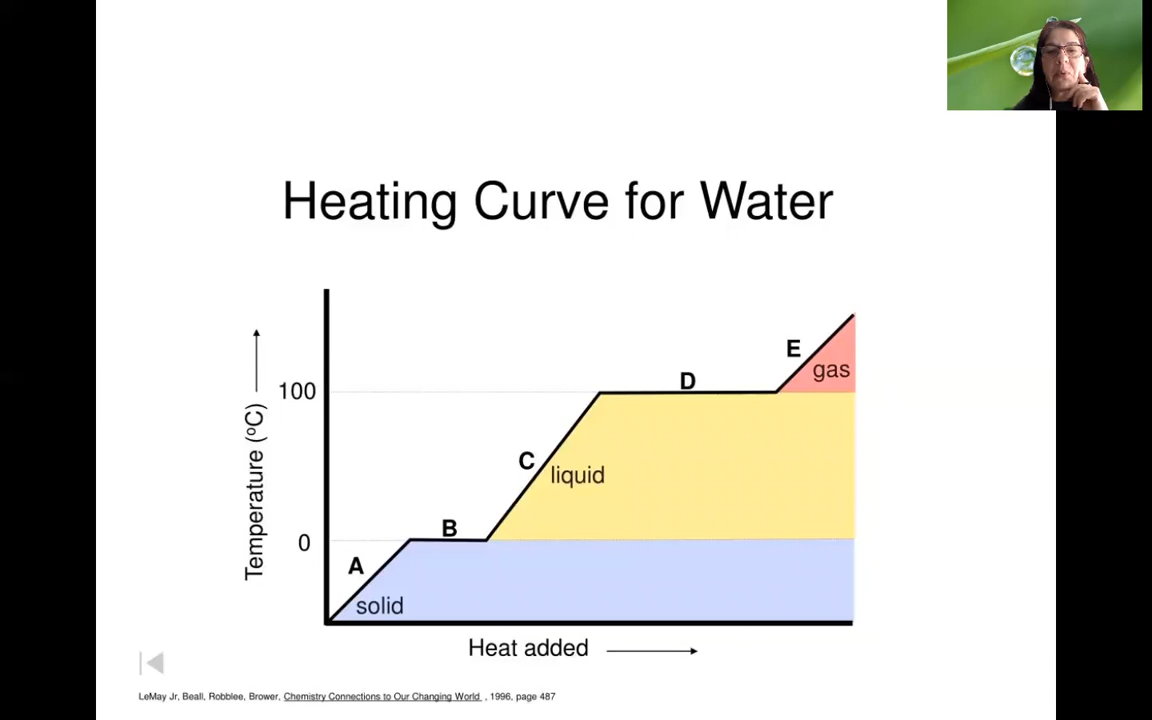 Heating Curve for Water
E
gas
D
100
C
liquid
Temperature (°C)
B
0
A
solid
Heat added
LeMay Jr, Beall, Robblee, Brower, Chemistry Connections to Our Changing World , 1996, page 487